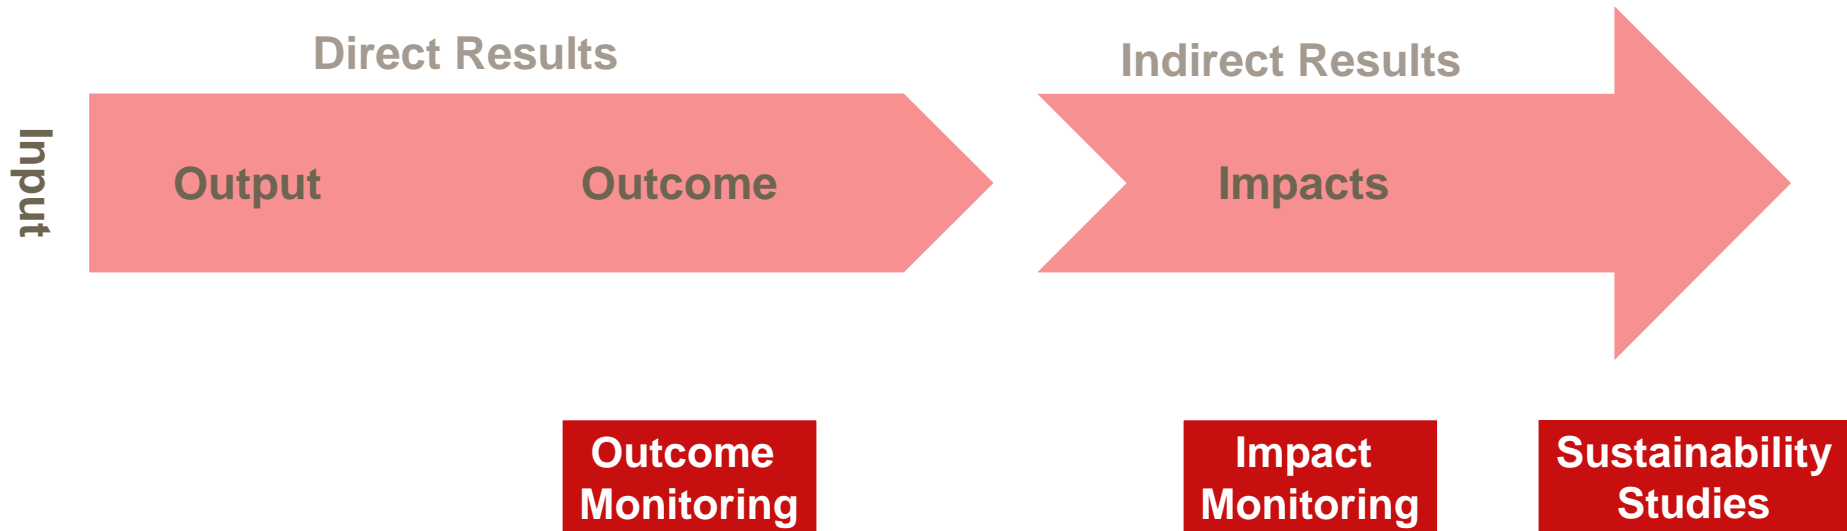 Direct Results
Indirect Results
Input
Output
Outcome
Impacts
Outcome
Monitoring
Impact
Monitoring
Sustainability
Studies